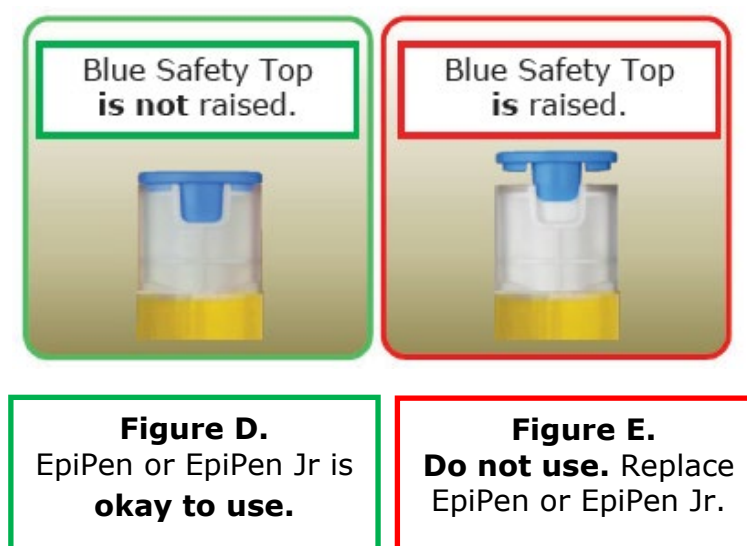 Blue Safety Top
is not raised.
Blue Safety Top
is raised.
Figure D.
EpiPen or EpiPen Jr is
okay to use.
Figure E.
Do not use. Replace
EpiPen or EpiPen Jr.